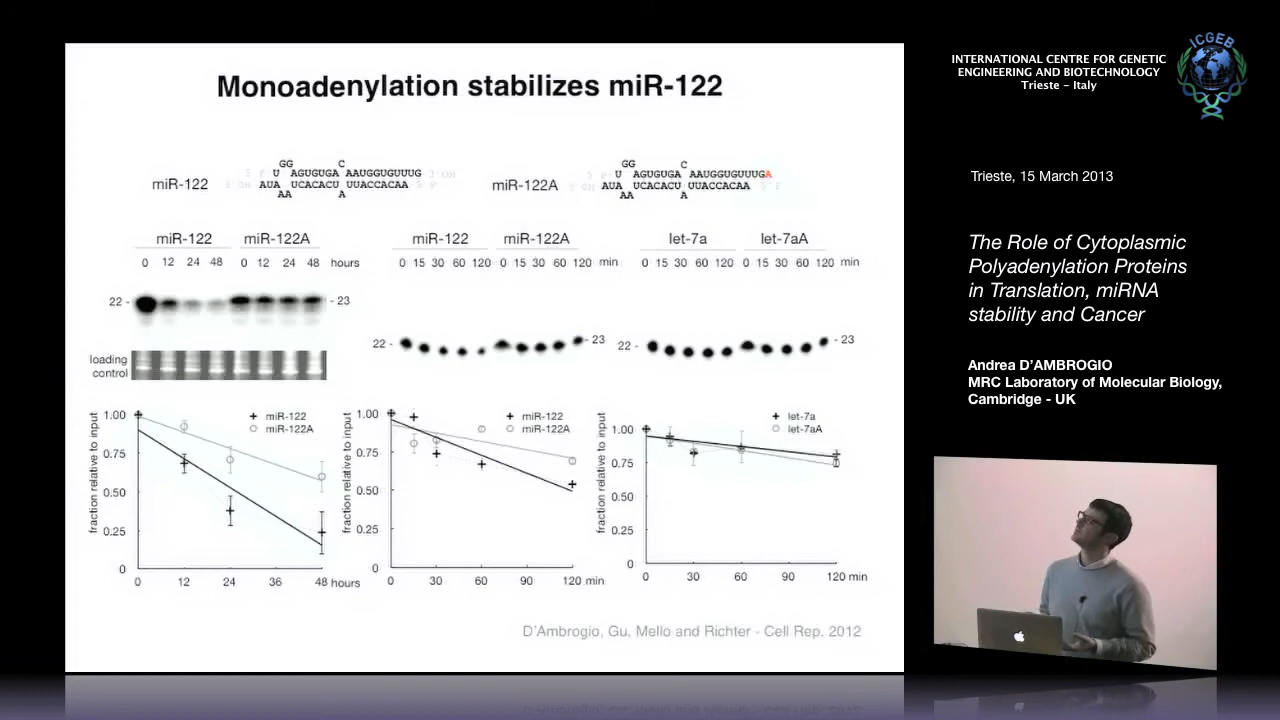 Monoadenylation stabilizes miR-122
miR-122
GG C
U AGUGUGA AAUGGUGUUUG
AUA UCACACU UUACCACAA
AA A
miR-122A
GG C
U AGUGUGA AAUGGUGUUUGA
AUA UCACACU UUACCACAA
AA A
miR-122 miR-122A
0 12 24 48 0 12 24 48 hours
22 - - 23
loading
control
miR-122 miR-122A
0 15 30 60 120 0 15 30 60 120 min
22 - - 23
let-7a let-7aA
0 15 30 60 120 0 15 30 60 120 min
22 - - 23
fraction relative to input
1.00
0.75
0.50
0.25
0
miR-122
miR-122A
0 12 24 36 48 hours
fraction relative to input
1.00
0.75
0.50
0.25
0
miR-122
miR-122A
0 30 60 90 120 min
fraction relative to input
1.00
0.75
0.50
0.25
0
let-7a
let-7aA
0 30 60 90 120 min
D'Ambrogio, Gu, Mello and Richter - Cell Rep. 2012
INTERNATIONAL CENTRE FOR GENETIC
ENGINEERING AND BIOTECHNOLOGY
Trieste - Italy
ICGEB
Trieste, 15 March 2013
The Role of Cytoplasmic
Polyadenylation Proteins
in Translation, miRNA
stability and Cancer
Andrea D'AMBROGIO
MRC Laboratory of Molecular Biology,
Cambridge - UK